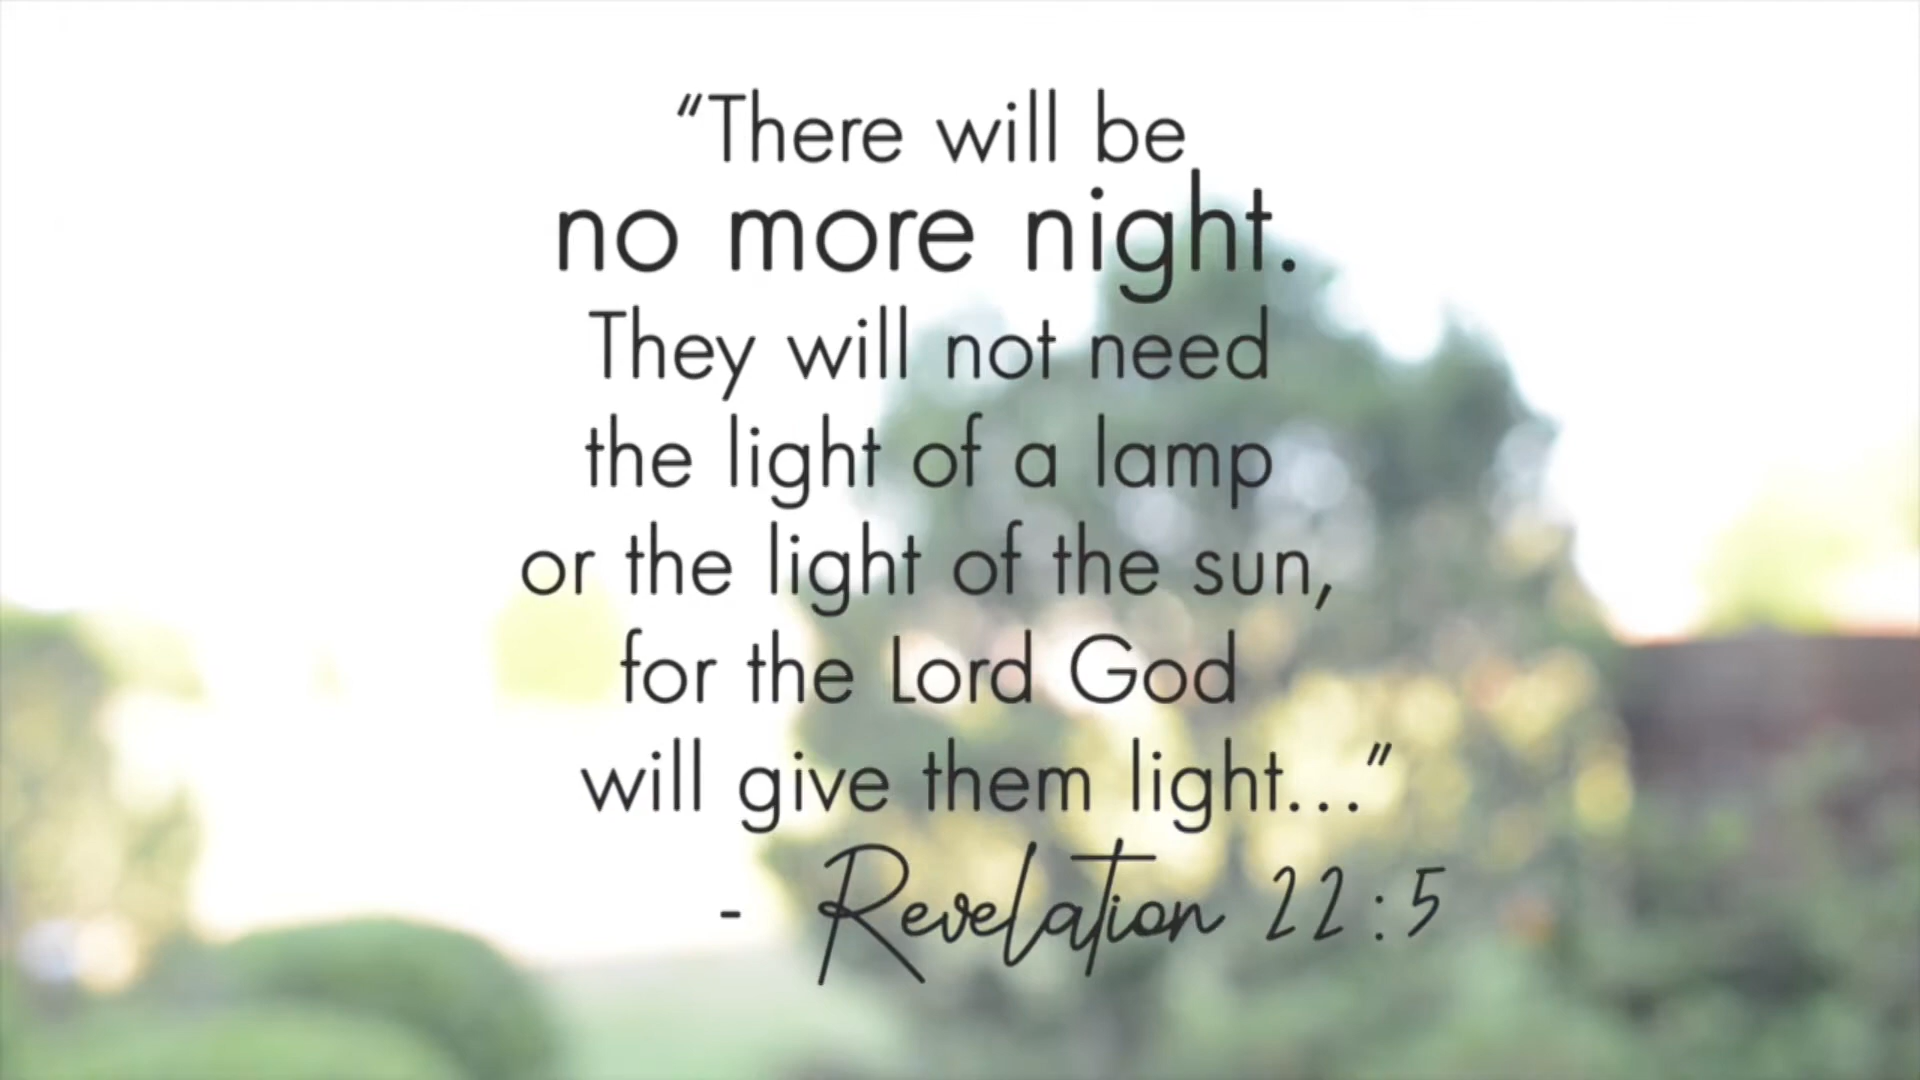 “There will be
no more night.
They will not need
the light of a lamp
or the light of the sun,
for the Lord God
will give them light...”
- Revelation 22:5